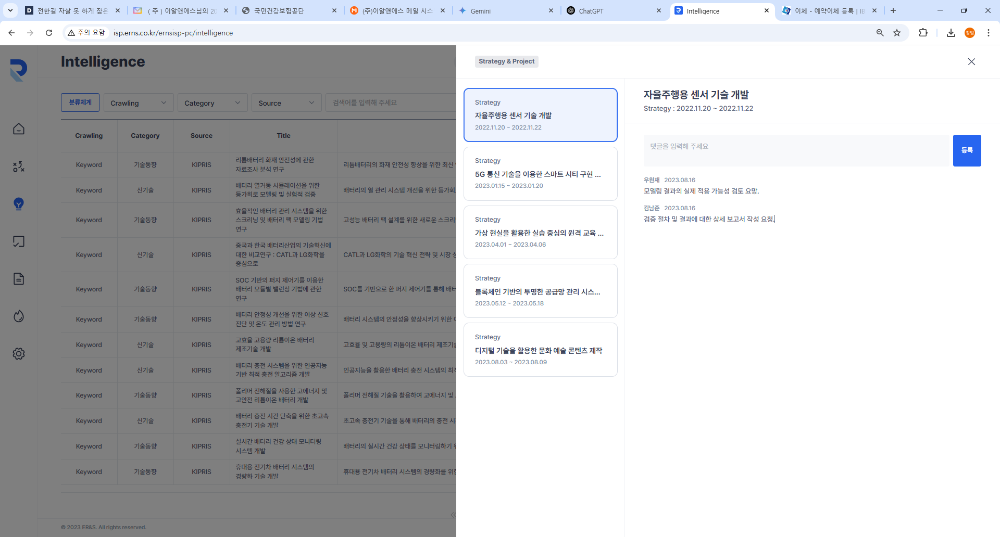 전한길 자살 못 하게 잡은
( 주 ) 이알앤에스님의 20
국민건강보험공단
(주)이알앤에스 메일 시스
Gemini
ChatGPT
Intelligence
이체 - 예약이체 등록 | IB
주의 요함
isp.erns.co.kr/ernsisp-pc/intelligence
창범
Intelligence
분류체계
Crawling
Category
Source
검색어를 입력해 주세요
Crawling Category Source Title
Keyword 기술동향 KIPRIS
리튬배터리 화재 안전성에 관한
자료조사 분석 연구
리튬배터리의 화재 안전성 향상을 위한 최신
Keyword 신기술 KIPRIS
배터리 열거동 시뮬레이션을 위한
등가회로 모델링 및 실험적 검증
배터리의 열 관리 시스템 개선을 위한 등가회로
Keyword 기술동향 KIPRIS
효율적인 배터리 관리 시스템을 위한
스크리닝 및 배터리 팩 모델링 기법
연구
고성능 배터리 팩 설계를 위한 새로운 스크리닝
Keyword 신기술 KIPRIS
중국과 한국 배터리산업의 기술혁신에
대한 비교연구 : CATL과 LG화학을
중심으로
CATL과 LG화학의 기술 혁신 전략 및 시장 성
Keyword 기술동향 KIPRIS
SOC 기반의 퍼지 제어기를 이용한
배터리 모듈별 밸런싱 기법에 관한
연구
SOC를 기반으로 한 퍼지 제어기를 통해 배터
Keyword 기술동향 KIPRIS
배터리 안정성 개선을 위한 이상 신호
진단 및 온도 관리 방법 연구
배터리 시스템의 안정성을 향상시키기 위한
Keyword 신기술 KIPRIS
고효율 고용량 리튬이온 배터리
제조기술 개발
고효율 및 고용량의 리튬이온 배터리 제조기술
Keyword 신기술 KIPRIS
배터리 충전 시스템을 위한 인공지능
기반 최적 충전 알고리즘 개발
인공지능을 활용한 배터리 충전 시스템의 최적
Keyword 기술동향 KIPRIS
폴리머 전해질을 사용한 고에너지 및
고안전 리튬이온 배터리 개발
폴리머 전해질 기술을 활용하여 고에너지 및
Keyword 신기술 KIPRIS
배터리 충전 시간 단축을 위한 초고속
충전기 기술 개발
초고속 충전기 기술을 통해 배터리의 충전 시
Keyword 기술동향 KIPRIS
실시간 배터리 건강 상태 모니터링
시스템 개발
배터리의 실시간 건강 상태를 모니터링하기
Keyword 기술동향 KIPRIS
휴대용 전기차 배터리 시스템의
경량화 기술 개발
휴대용 전기차 배터리 시스템의 경량화를 위한
© 2023 ER&S. All rights reserved.
Strategy & Project
Strategy
자율주행용 센서 기술 개발
2022.11.20 ~ 2022.11.22
Strategy
5G 통신 기술을 이용한 스마트 시티 구현 ...
2023.01.15 ~ 2023.01.20
Strategy
가상 현실을 활용한 실습 중심의 원격 교육 ...
2023.04.01 ~ 2023.04.06
Strategy
블록체인 기반의 투명한 공급망 관리 시스...
2023.05.12 ~ 2023.05.18
Strategy
디지털 기술을 활용한 문화 예술 콘텐츠 제작
2023.08.03 ~ 2023.08.09
자율주행용 센서 기술 개발
Strategy : 2022.11.20 ~ 2022.11.22
댓글을 입력해 주세요
등록
우원재 2023.08.16
모델링 결과의 실제 적용 가능성 검토 요망.
김남준 2023.08.16
검증 절차 및 결과에 대한 상세 보고서 작성 요청.